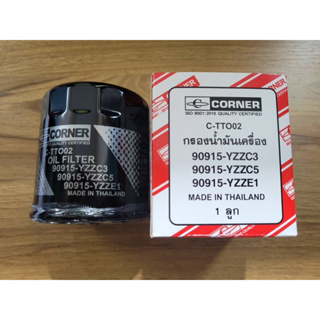 CORNER
QUALITY CERTIFIED
C-TTO02
OIL FILTER
90915-YZZC3
90915-YZZC5
90915-YZZE1
MADE IN THAILAND
CORNER
ISO 9001:2015 QUALITY CERTIFIED
C-TTO02
กรองน้ำมันเครื่อง
90915-YZZC3
90915-YZZC5
90915-YZZE1
MADE IN THAILAND
1 ลูก